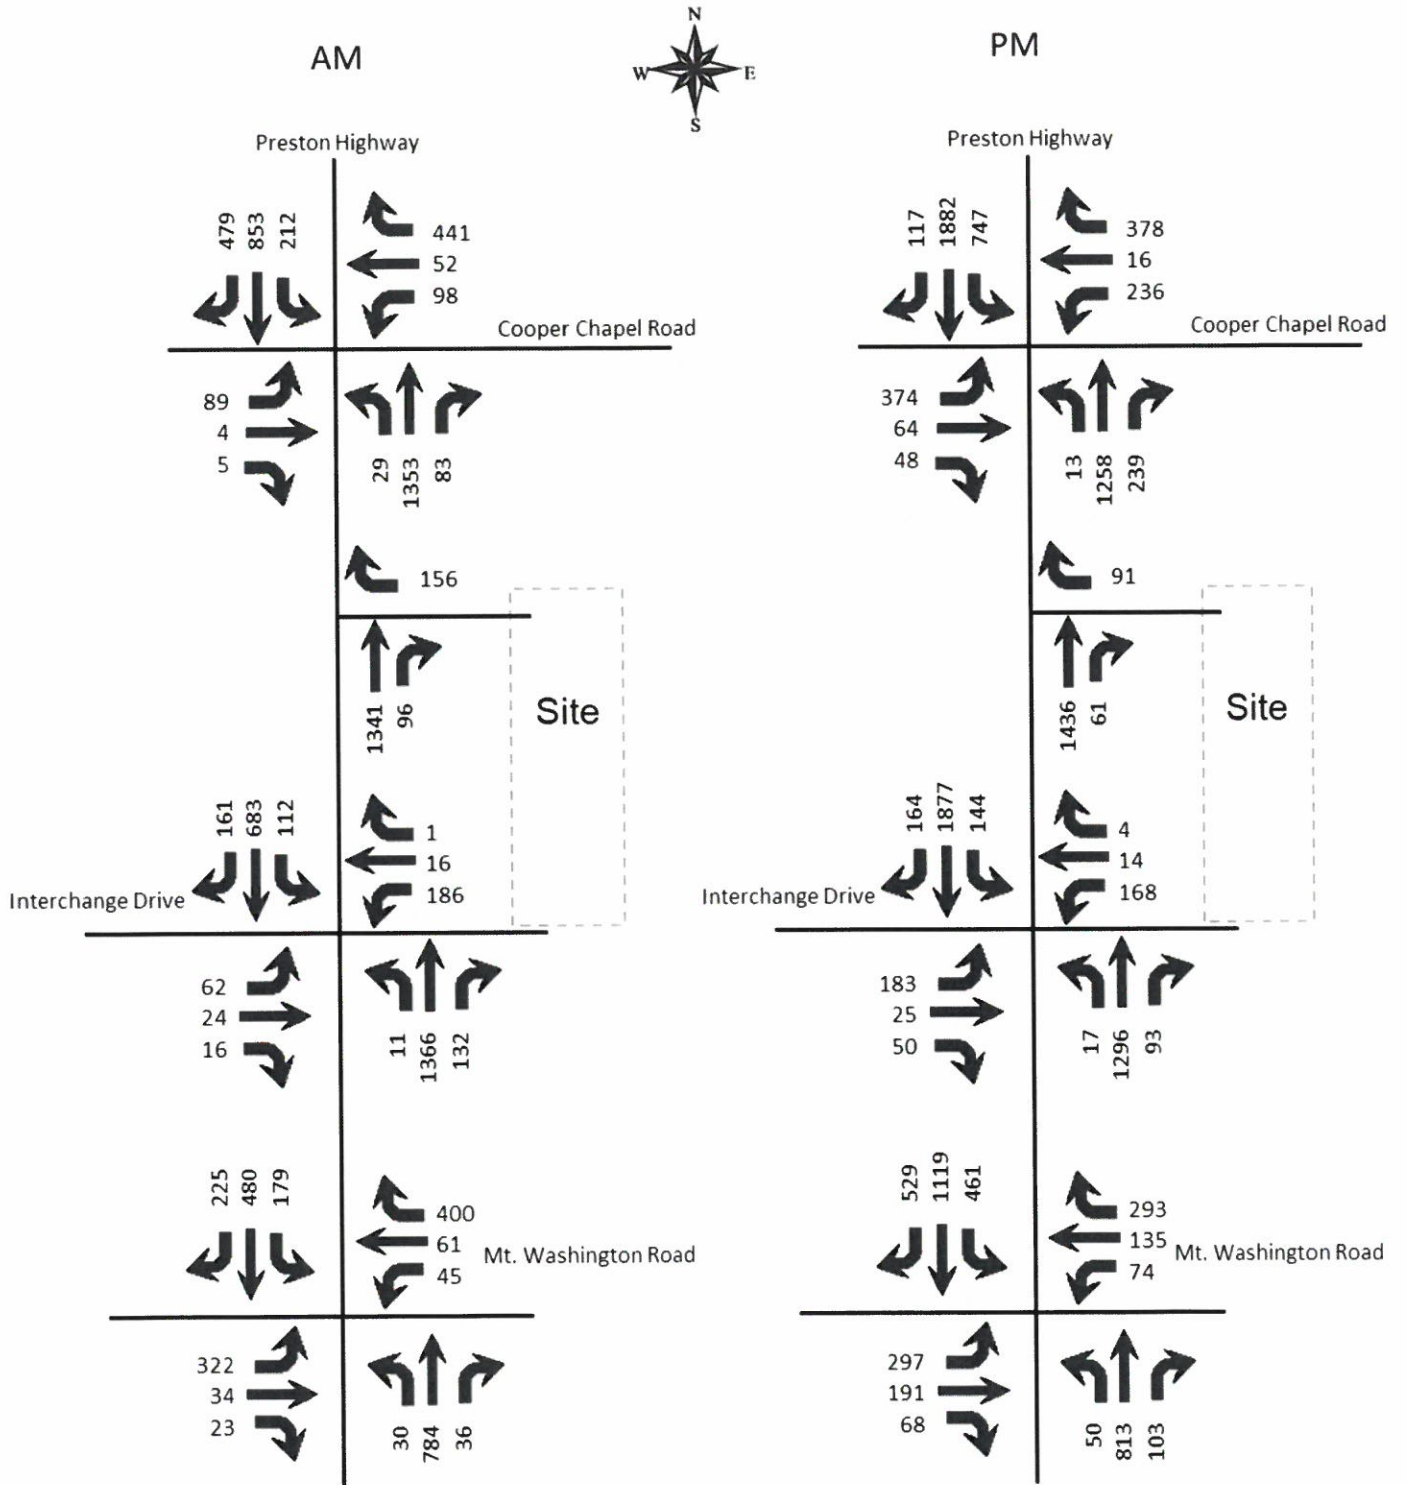 AM
N
W E
S
PM
Preston Highway
479 853 212
441
52
98
Cooper Chapel Road
89
4
5
29 1353 83
156
1341 96
Site
161 683 112
1
16
186
Interchange Drive
62
24
16
11 1366 132
225 480 179
400
61
45
Mt. Washington Road
322
34
23
30 784 36
Preston Highway
117 1882 747
378
16
236
Cooper Chapel Road
374
64
48
13 1258 239
91
1436 61
Site
164 1877 144
4
14
168
Interchange Drive
183
25
50
17 1296 93
529 1119 461
293
135
74
Mt. Washington Road
297
191
68
50 813 103